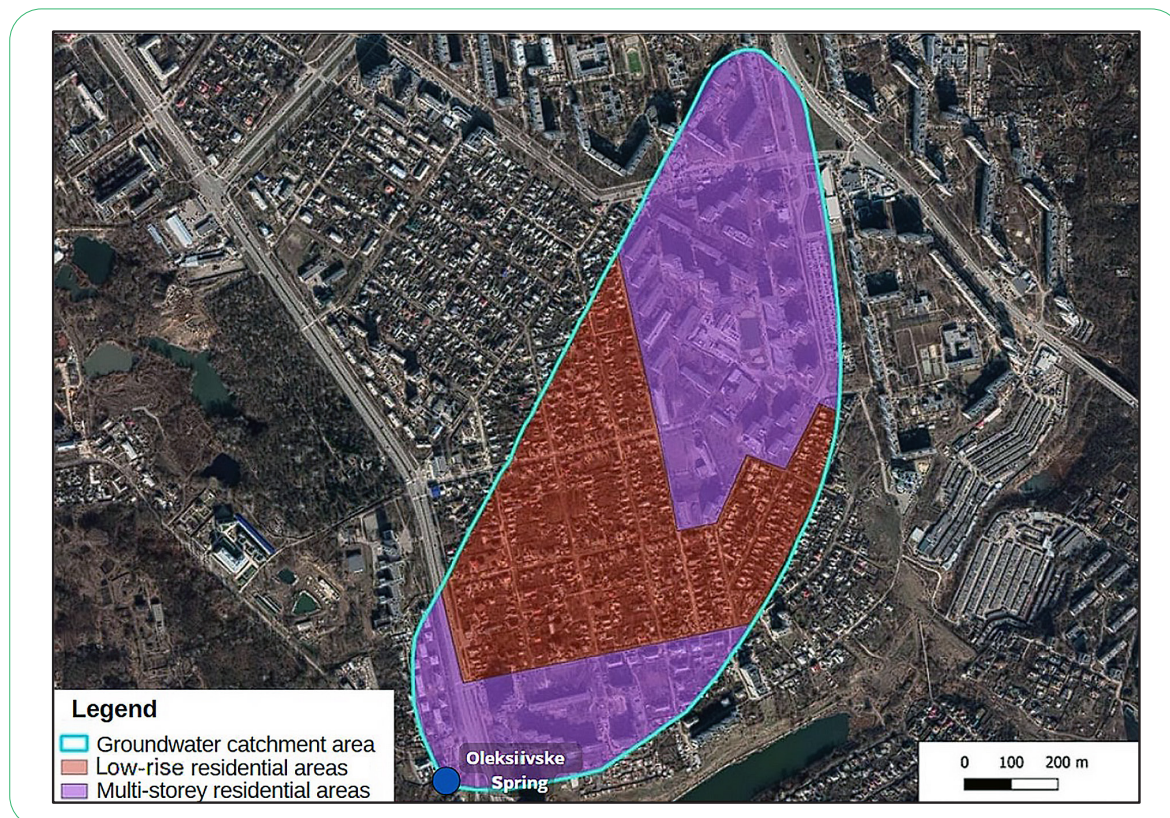 Oleksiivske
Spring
Legend
Groundwater catchment area
Low-rise residential areas
Multi-storey residential areas
0 100 200 m